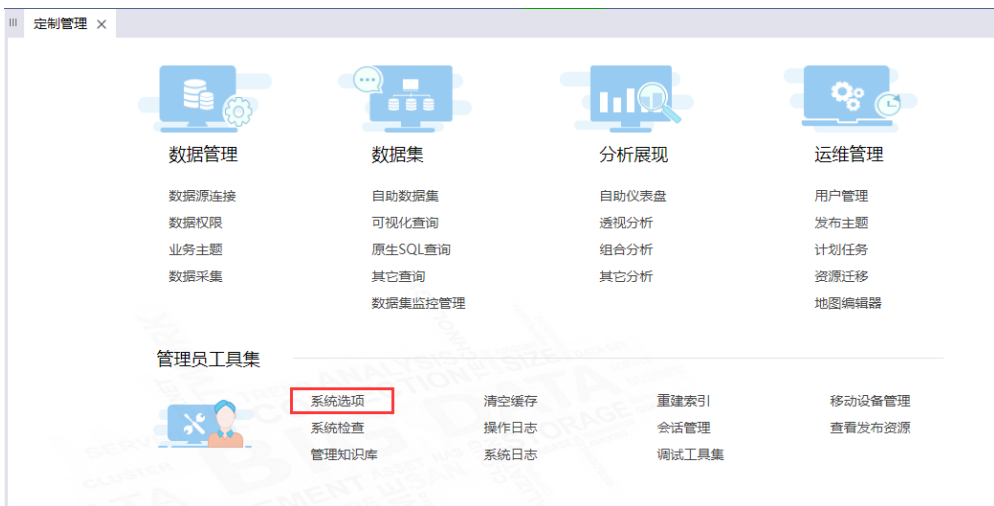 定制管理
数据管理 数据集 分析展现 运维管理
数据源连接 自助数据集 自助仪表盘 用户管理
数据权限 可视化查询 透视分析 发布主题
业务主题 原生SQL查询 组合分析 计划任务
数据采集 其它查询 其它分析 资源迁移
数据集监控管理 地图编辑器
管理员工具集
系统选项 清空缓存 重建索引 移动设备管理
系统检查 操作日志 会话管理 查看发布资源
管理知识库 系统日志 调试工具集